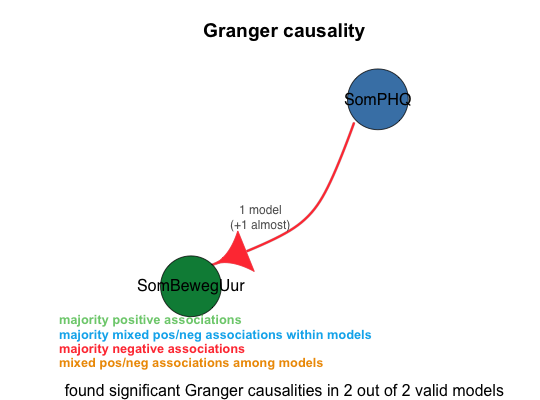 Granger causality
SomPHQ
1 model
(+1 almost)
SomBewegUur
majority positive associations
majority mixed pos/neg associations within models
majority negative associations
mixed pos/neg associations among models
found significant Granger causalities in 2 out of 2 valid models